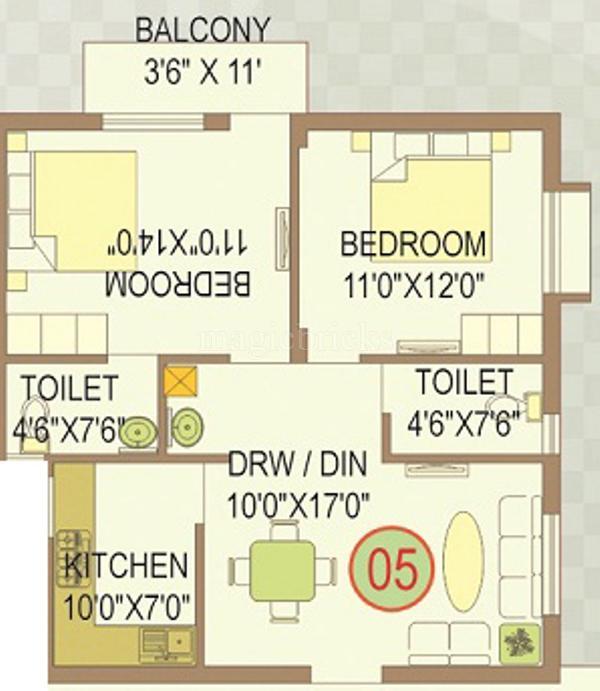 BALCONY
3'6" X 11'
BEDROOM
11'0"X14'0"
BEDROOM
11'0"X12'0"
magicbricks
TOILET
4'6"X7'6"
TOILET
4'6"X7'6"
DRW / DIN
10'0"X17'0"
05
KITCHEN
10'0"X7'0"